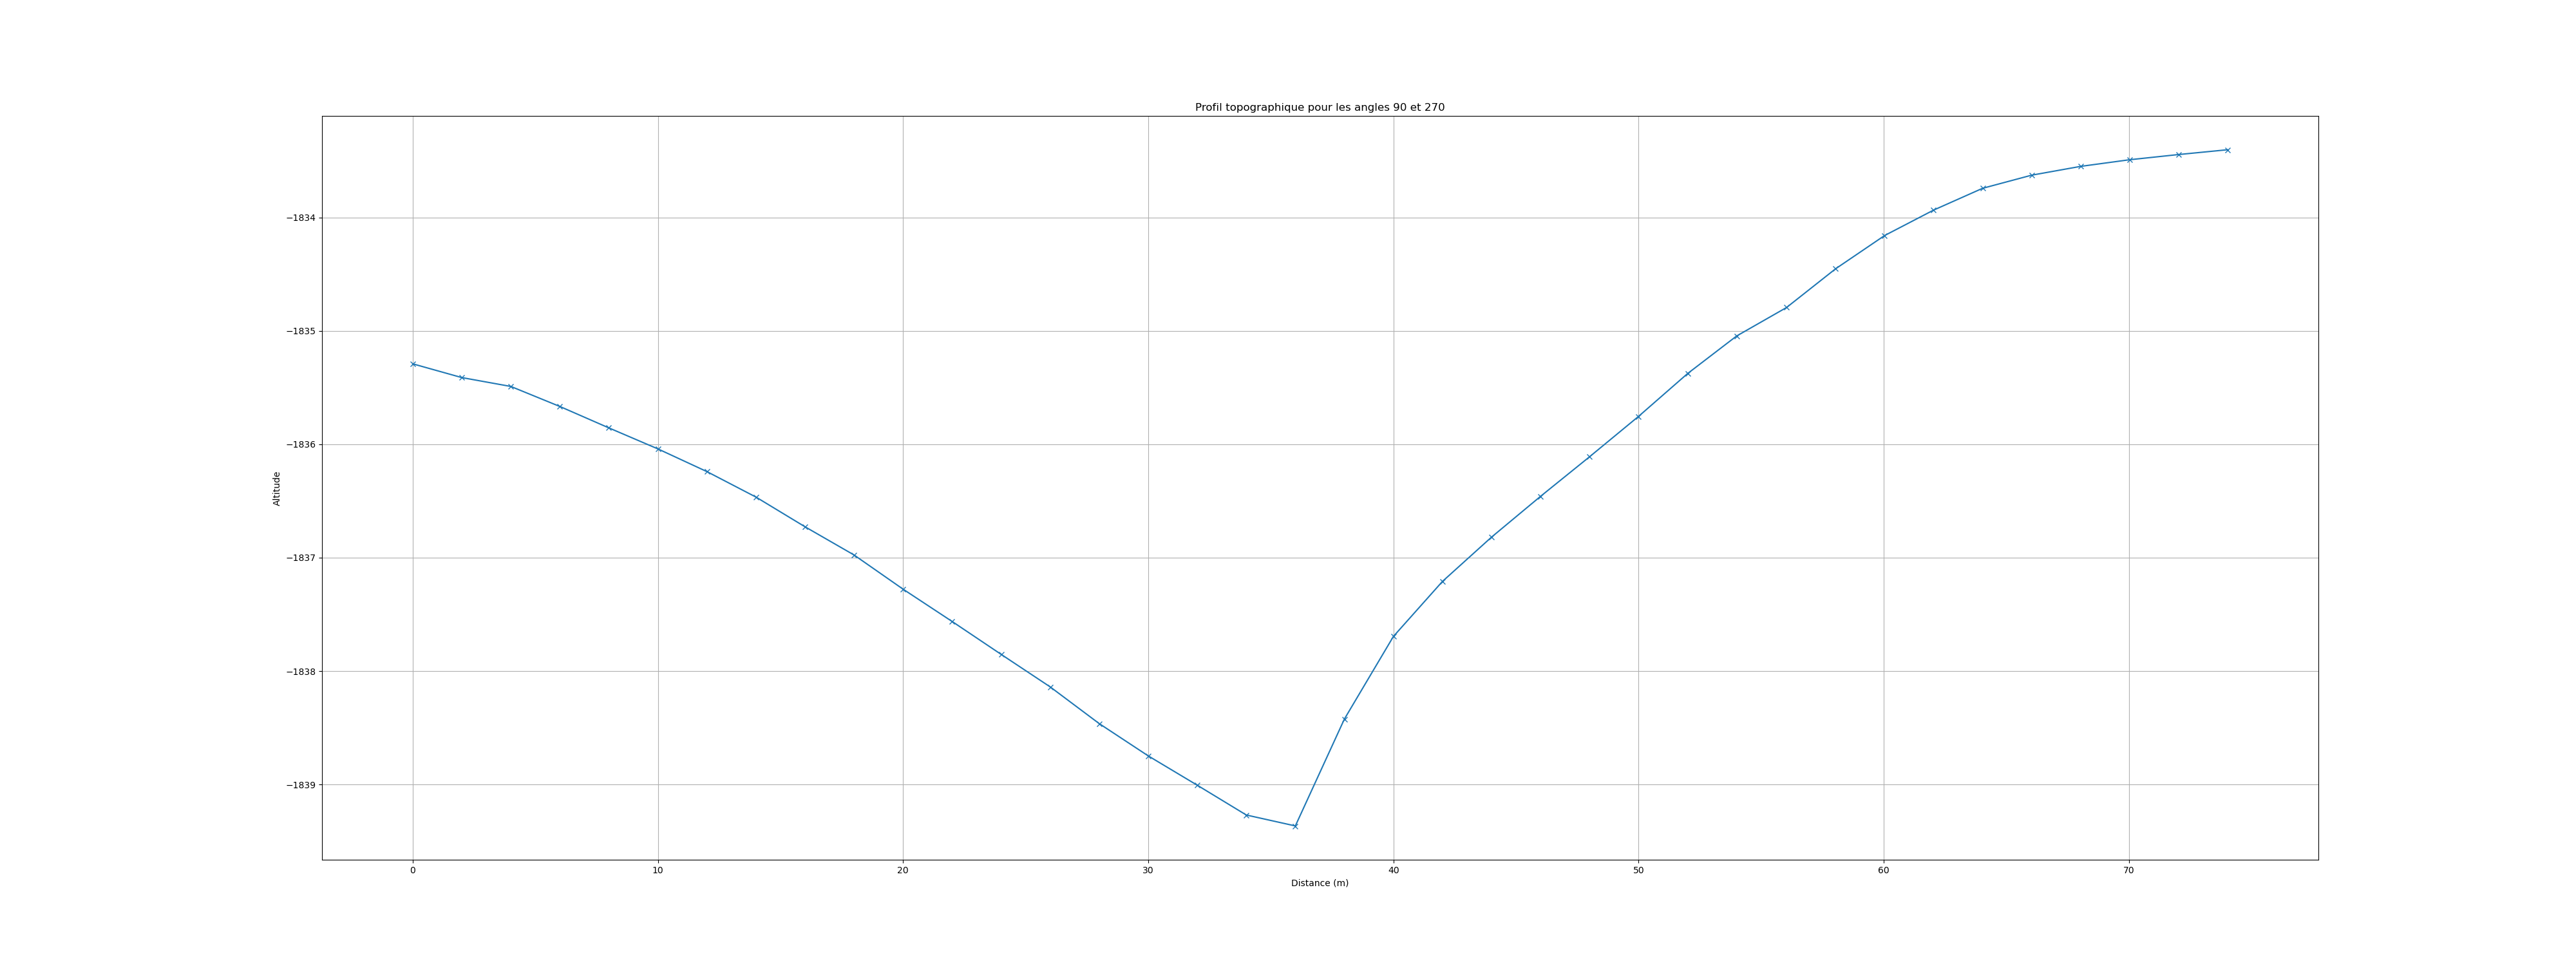 Profil topographique pour les angles 90 et 270
−1834
−1835
−1836
−1837
−1838
−1839
Altitude
0 10 20 30 40 50 60 70
Distance (m)